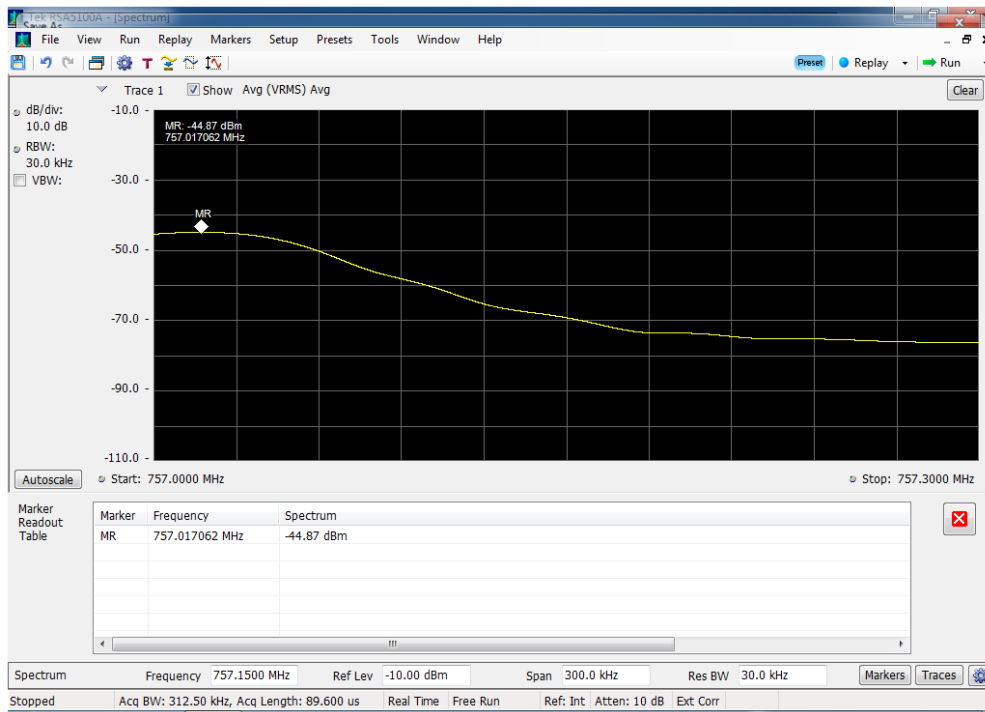 Tek RSA5100A - [Spectrum]
Save As
File View Run Replay Markers Setup Presets Tools Window Help
T Preset Replay Run
Trace 1 Show Avg (VRMS) Avg Clear
dB/div:
10.0 dB
RBW:
30.0 kHz
VBW:
-10.0 -
MR: -44.87 dBm
757.017062 MHz
-30.0 -
MR
-50.0 -
-70.0 -
-90.0 -
-110.0 -
Autoscale Start: 757.0000 MHz Stop: 757.3000 MHz
Marker
Readout
Table
Marker Frequency Spectrum
MR 757.017062 MHz -44.87 dBm
Spectrum Frequency 757.1500 MHz Ref Lev -10.00 dBm Span 300.0 kHz Res BW 30.0 kHz Markers Traces
Stopped Acq BW: 312.50 kHz, Acq Length: 89.600 us Real Time Free Run Ref: Int Atten: 10 dB Ext Corr